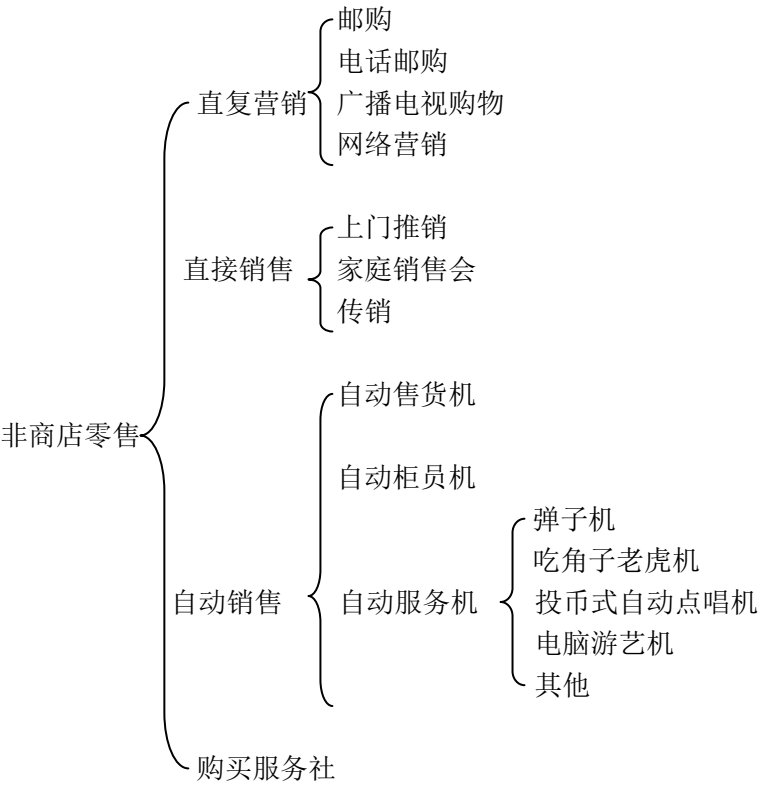 邮购
电话邮购
直复营销
广播电视购物
网络营销
上门推销
直接销售
家庭销售会
传销
自动售货机
非商店零售
自动柜员机
弹子机
吃角子老虎机
自动销售
自动服务机
投币式自动点唱机
电脑游艺机
其他
购买服务社